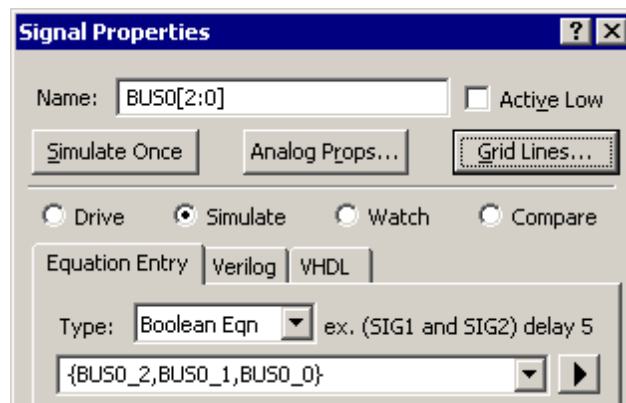 Signal Properties
Name: BUS0[2:0] Active Low
Simulate Once Analog Props... Grid Lines...
Drive Simulate Watch Compare
Equation Entry Verilog VHDL
Type: Boolean Eqn ex. (SIG1 and SIG2) delay 5
{BUS0_2,BUS0_1,BUS0_0}